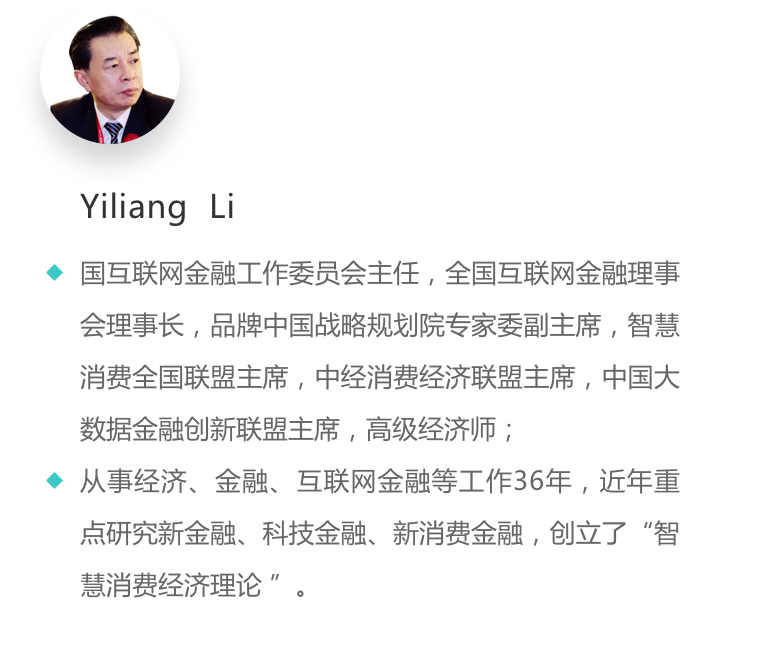 Yiliang Li
国互联网金融工作委员会主任，全国互联网金融理事
会理事长，品牌中国战略规划院专家委副主席，智慧
消费全国联盟主席，中经消费经济联盟主席，中国大
数据金融创新联盟主席，高级经济师；
从事经济、金融、互联网金融等工作36年，近年重
点研究新金融、科技金融、新消费金融，创立了“智
慧消费经济理论 ”。